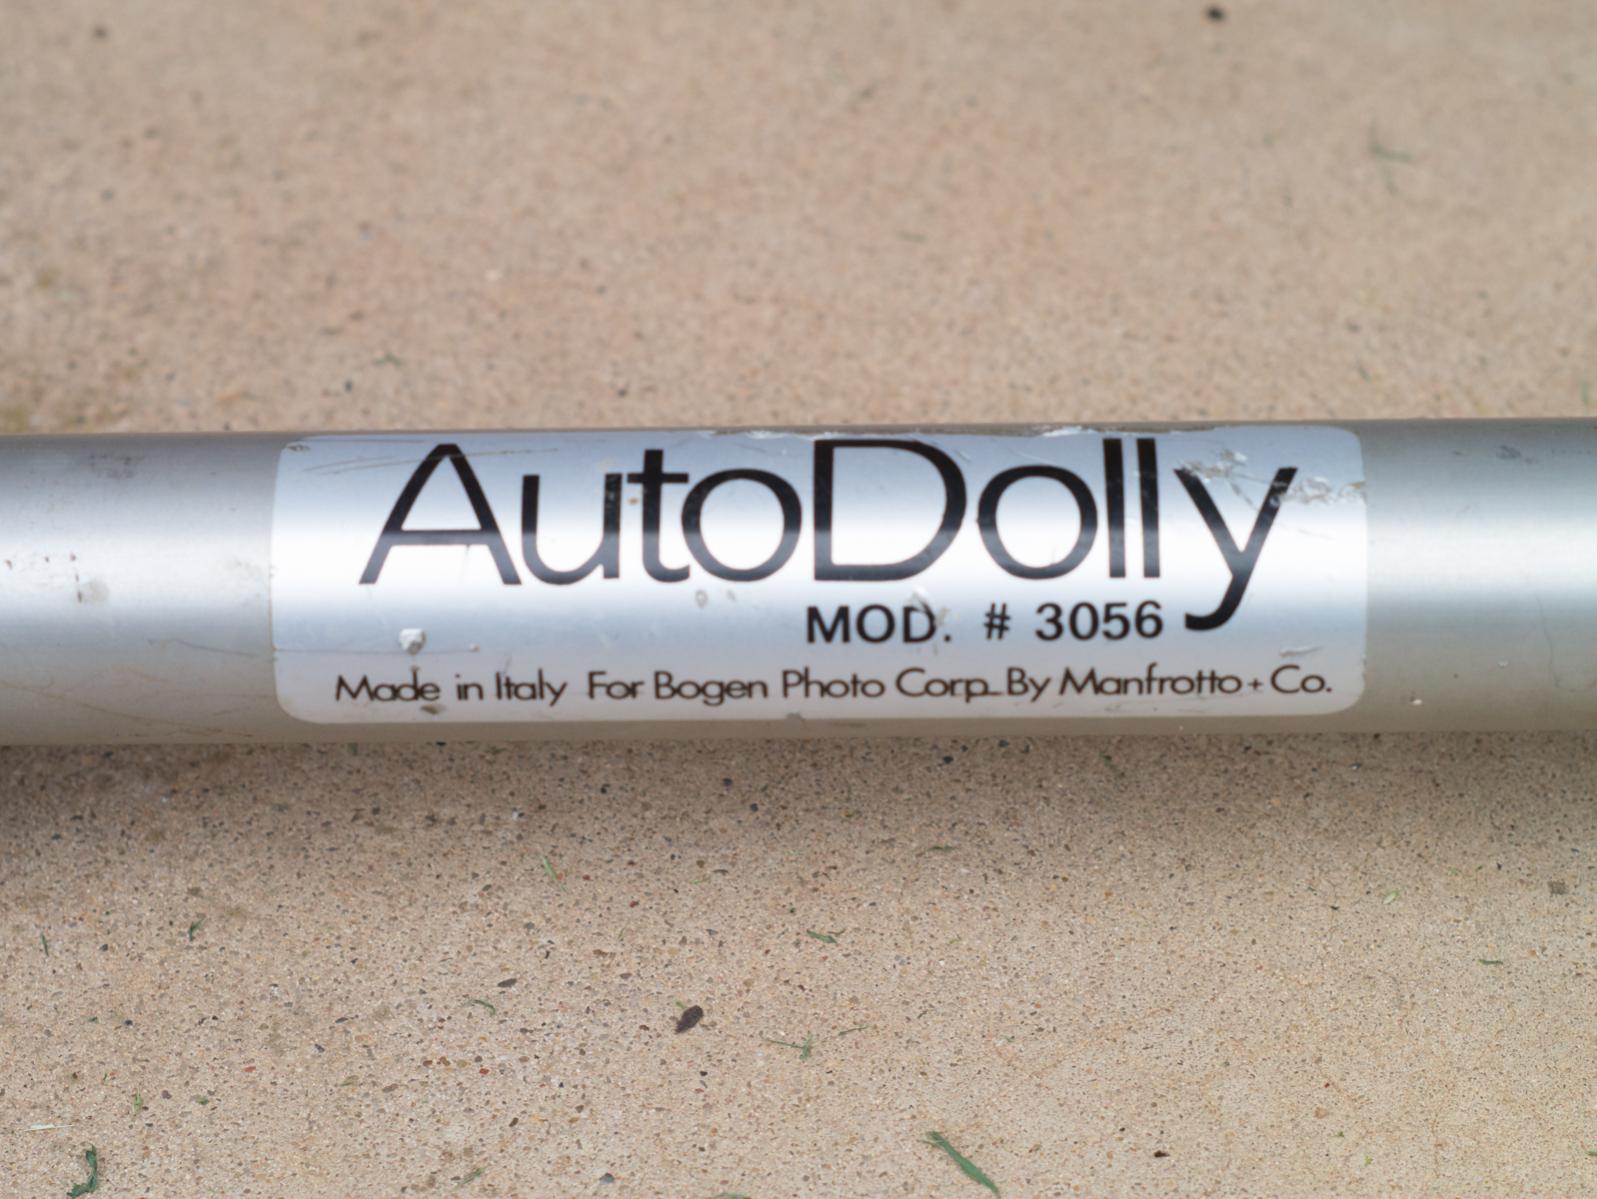 AutoDolly
MOD. # 3056
Made in Italy For Bogen Photo Corp. By Manfrotto + Co.